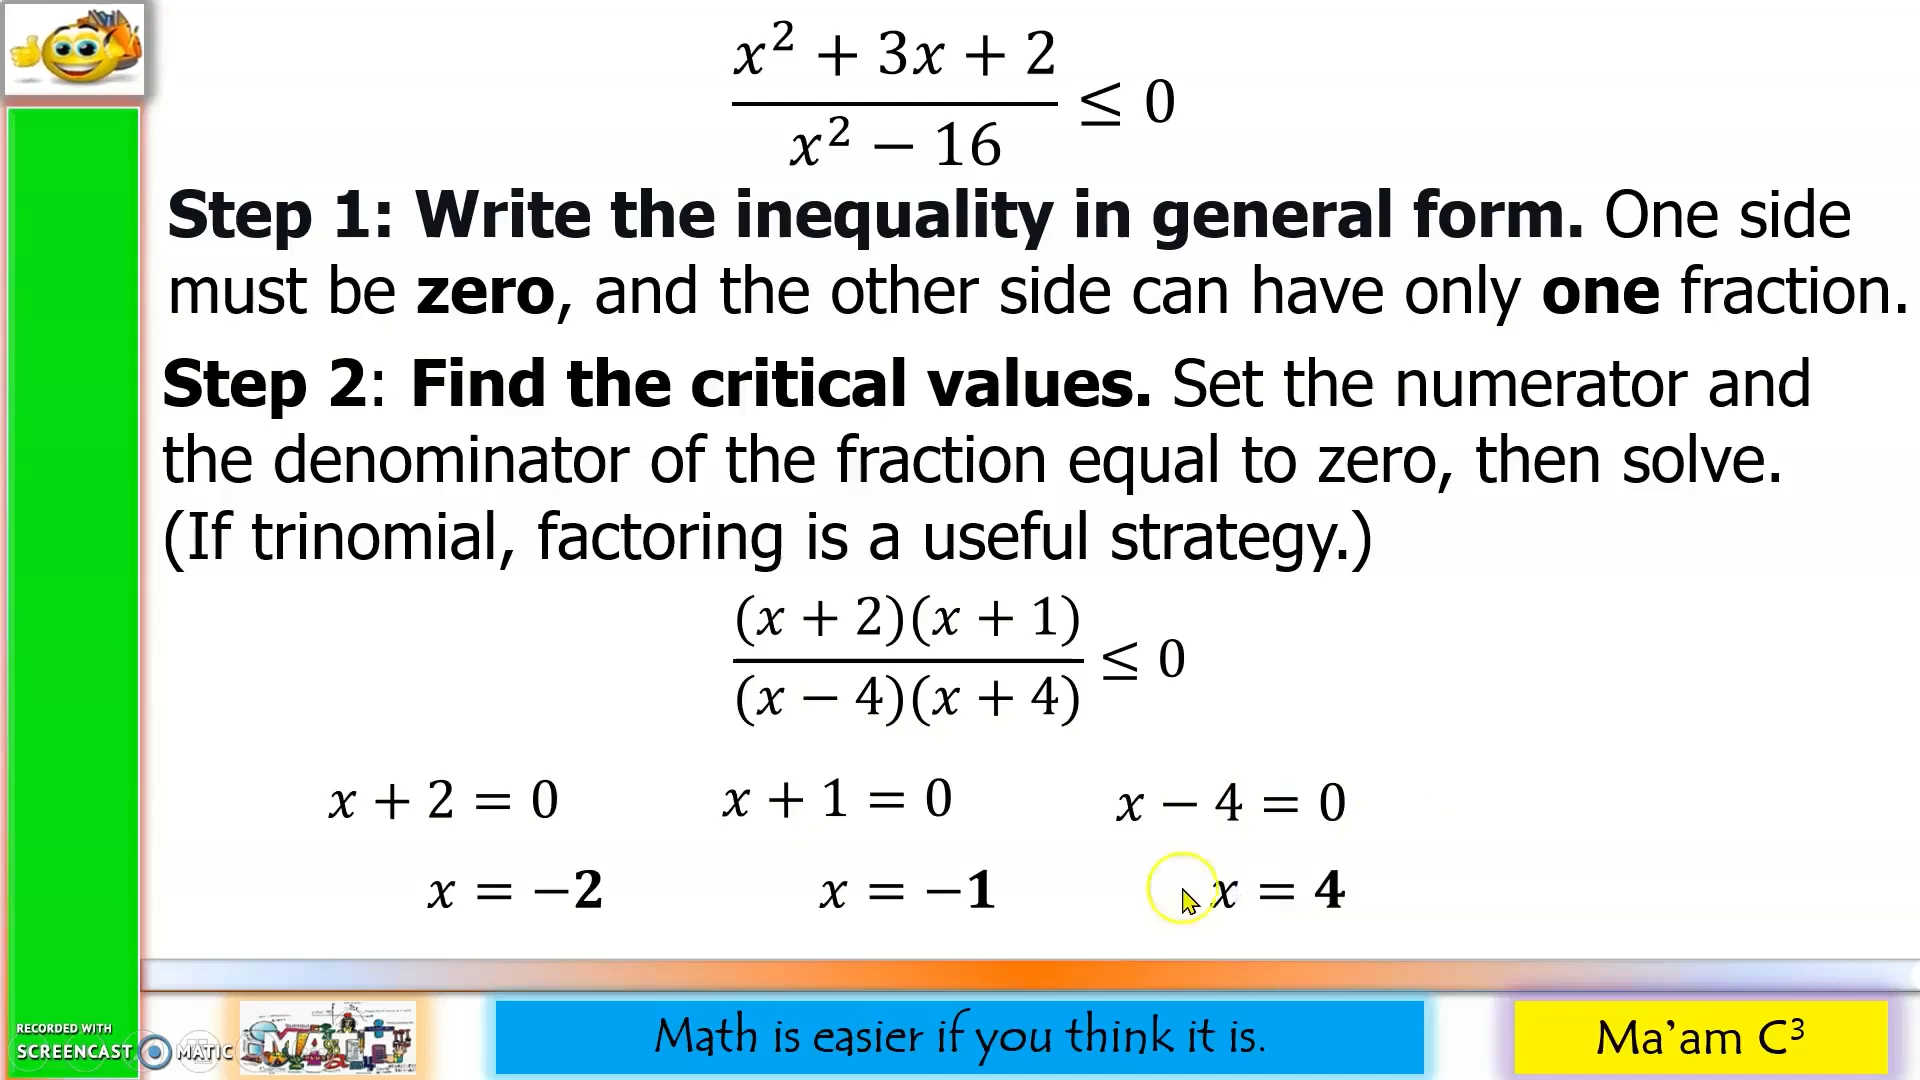 x² + 3x + 2
x² − 16
≤ 0
Step 1: Write the inequality in general form. One side
must be zero, and the other side can have only one fraction.
Step 2: Find the critical values. Set the numerator and
the denominator of the fraction equal to zero, then solve.
(If trinomial, factoring is a useful strategy.)
(x + 2)(x + 1)
(x − 4)(x + 4)
≤ 0
x + 2 = 0 x + 1 = 0 x − 4 = 0
x = −2 x = −1 x = 4
RECORDED WITH
SCREENCAST MATIC
MATH
Math is easier if you think it is.
Ma'am C³